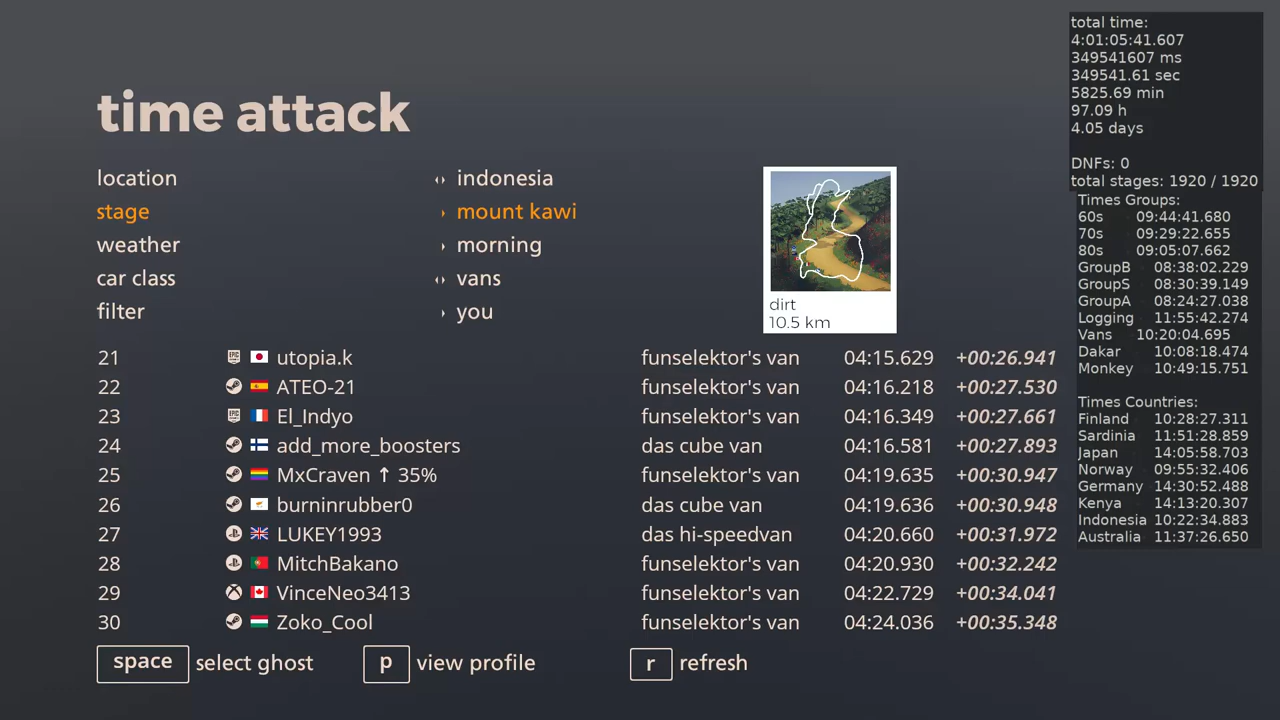 time attack
location indonesia
stage mount kawi
weather morning
car class vans
filter you
dirt
10.5 km
21 EPIC utopia.k funselektor's van 04:15.629 +00:26.941
22 ATEO-21 funselektor's van 04:16.218 +00:27.530
23 EPIC El_Indyo funselektor's van 04:16.349 +00:27.661
24 add_more_boosters das cube van 04:16.581 +00:27.893
25 MxCraven ↑ 35% funselektor's van 04:19.635 +00:30.947
26 burninrubber0 das cube van 04:19.636 +00:30.948
27 LUKEY1993 das hi-speedvan 04:20.660 +00:31.972
28 MitchBakano funselektor's van 04:20.930 +00:32.242
29 VinceNeo3413 funselektor's van 04:22.729 +00:34.041
30 Zoko_Cool funselektor's van 04:24.036 +00:35.348
space select ghost p view profile r refresh
total time:
4:01:05:41.607
349541607 ms
349541.61 sec
5825.69 min
97.09 h
4.05 days
DNFs: 0
total stages: 1920 / 1920
Times Groups:
60s 09:44:41.680
70s 09:29:22.655
80s 09:05:07.662
GroupB 08:38:02.229
GroupS 08:30:39.149
GroupA 08:24:27.038
Logging 11:55:42.274
Vans 10:20:04.695
Dakar 10:08:18.474
Monkey 10:49:15.751
Times Countries:
Finland 10:28:27.311
Sardinia 11:51:28.859
Japan 14:05:58.703
Norway 09:55:32.406
Germany 14:30:52.488
Kenya 14:13:20.307
Indonesia 10:22:34.883
Australia 11:37:26.650